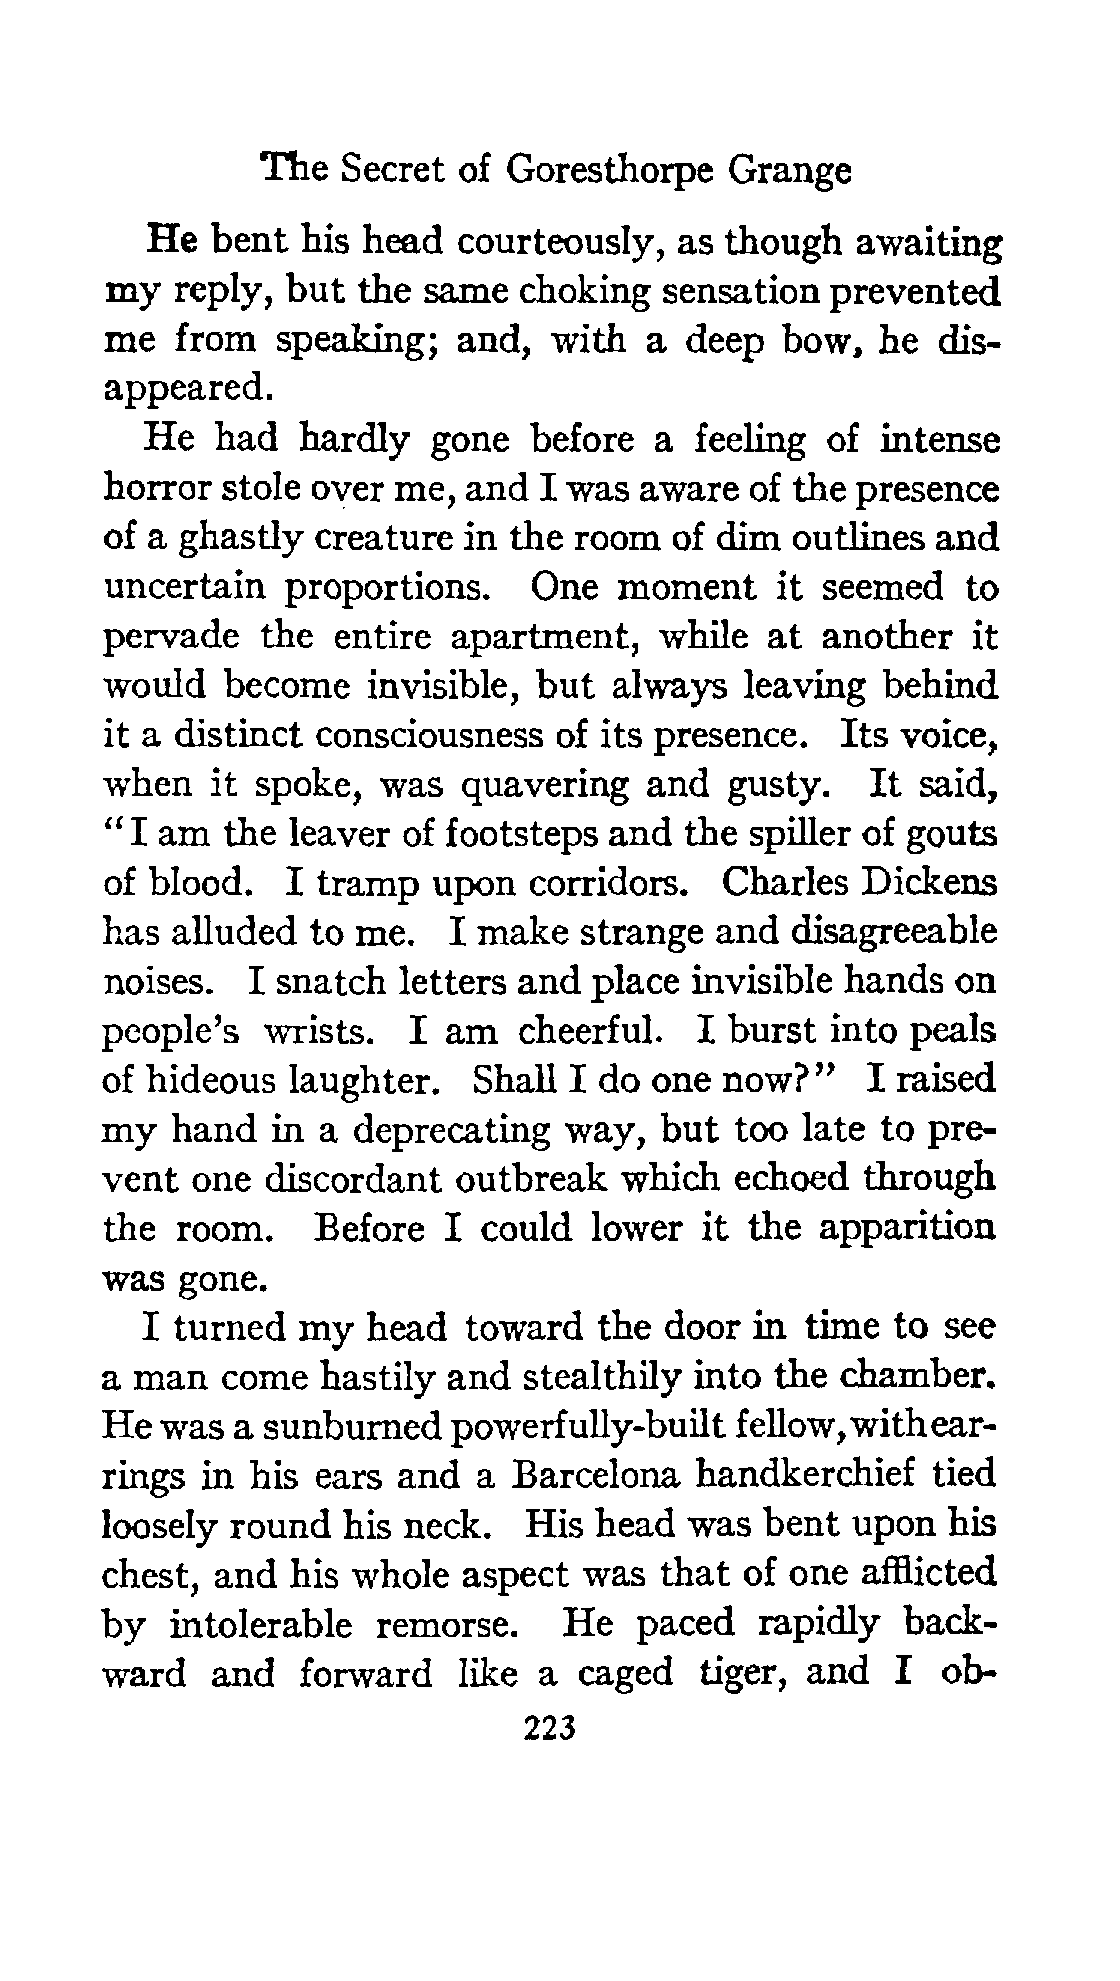 The Secret of Goresthorpe Grange
He bent his head courteously, as though awaiting
my reply, but the same choking sensation prevented
me from speaking; and, with a deep bow, he dis-
appeared.
He had hardly gone before a feeling of intense
horror stole over me, and I was aware of the presence
of a ghastly creature in the room of dim outlines and
uncertain proportions. One moment it seemed to
pervade the entire apartment, while at another it
would become invisible, but always leaving behind
it a distinct consciousness of its presence. Its voice,
when it spoke, was quavering and gusty. It said,
“I am the leaver of footsteps and the spiller of gouts
of blood. I tramp upon corridors. Charles Dickens
has alluded to me. I make strange and disagreeable
noises. I snatch letters and place invisible hands on
people’s wrists. I am cheerful. I burst into peals
of hideous laughter. Shall I do one now?” I raised
my hand in a deprecating way, but too late to pre-
vent one discordant outbreak which echoed through
the room. Before I could lower it the apparition
was gone.
I turned my head toward the door in time to see
a man come hastily and stealthily into the chamber.
He was a sunburned powerfully-built fellow, with ear-
rings in his ears and a Barcelona handkerchief tied
loosely round his neck. His head was bent upon his
chest, and his whole aspect was that of one afflicted
by intolerable remorse. He paced rapidly back-
ward and forward like a caged tiger, and I ob-
223